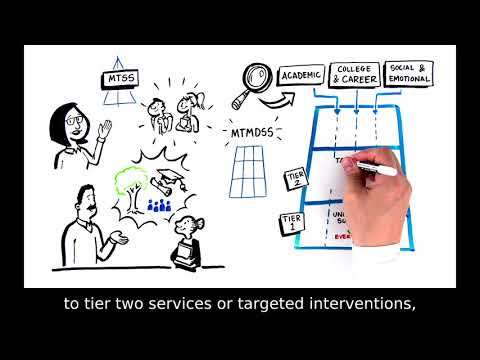 MTSS
ACADEMIC
COLLEGE
& CAREER
SOCIAL &
EMOTIONAL
MTMDSS
TIER
2
TIER
1
to tier two services or targeted interventions,